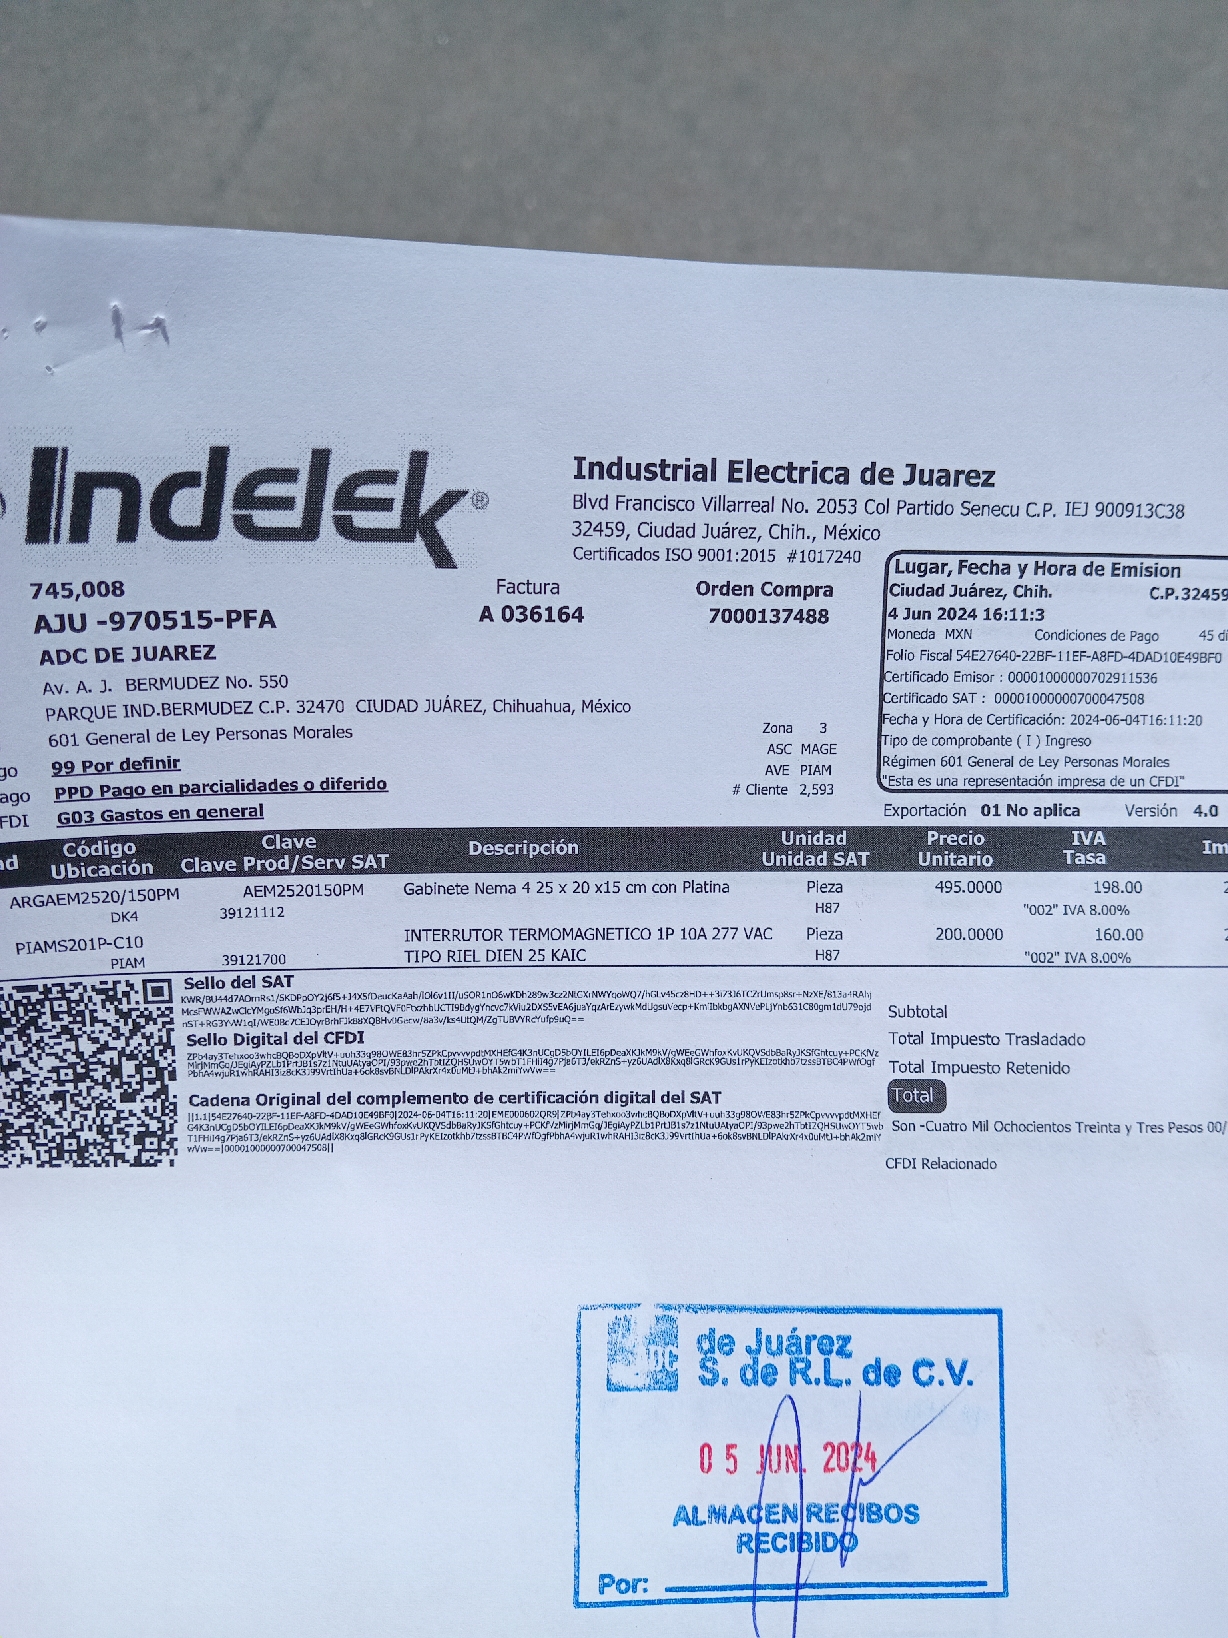 Indelek®
Industrial Electrica de Juarez
Blvd Francisco Villarreal No. 2053 Col Partido Senecu C.P. IEJ 900913C38
32459, Ciudad Juárez, Chih., México
Certificados ISO 9001:2015 #1017240
745,008
Factura
Orden Compra
AJU -970515-PFA
A 036164
7000137488
ADC DE JUAREZ
Av. A. J. BERMUDEZ No. 550
PARQUE IND.BERMUDEZ C.P. 32470 CIUDAD JUÁREZ, Chihuahua, México
601 General de Ley Personas Morales
go 99 Por definir
ago PPD Pago en parcialidades o diferido
FDI G03 Gastos en general
Zona 3
ASC MAGE
AVE PIAM
# Cliente 2,593
Lugar, Fecha y Hora de Emision
Ciudad Juárez, Chih. C.P.32459
4 Jun 2024 16:11:3
Moneda MXN Condiciones de Pago 45 dí
Folio Fiscal 54E27640-22BF-11EF-A8FD-4DAD10E49BF0
Certificado Emisor : 00001000000702911536
Certificado SAT : 00001000000700047508
Fecha y Hora de Certificación: 2024-06-04T16:11:20
Tipo de comprobante ( I ) Ingreso
Régimen 601 General de Ley Personas Morales
"Esta es una representación impresa de un CFDI"
Exportación 01 No aplica Versión 4.0
ad Código Clave Descripción Unidad Precio IVA Im
Ubicación Clave Prod/Serv SAT Unidad SAT Unitario Tasa
ARGAEM2520/150PM AEM2520150PM Gabinete Nema 4 25 x 20 x15 cm con Platina Pieza 495.0000 198.00
DK4 39121112 H87 "002" IVA 8.00%
PIAMS201P-C10 INTERRUTOR TERMOMAGNETICO 1P 10A 277 VAC Pieza 200.0000 160.00
PIAM 39121700 TIPO RIEL DIEN 25 KAIC H87 "002" IVA 8.00%
Sello del SAT
Sello Digital del CFDI
Cadena Original del complemento de certificación digital del SAT
Subtotal
Total Impuesto Trasladado
Total Impuesto Retenido
Total
Son -Cuatro Mil Ochocientos Treinta y Tres Pesos 00/
CFDI Relacionado
ADC
de Juárez
S. de R.L. de C.V.
05 JUN. 2024
ALMACEN RECIBOS
RECIBIDO
Por: